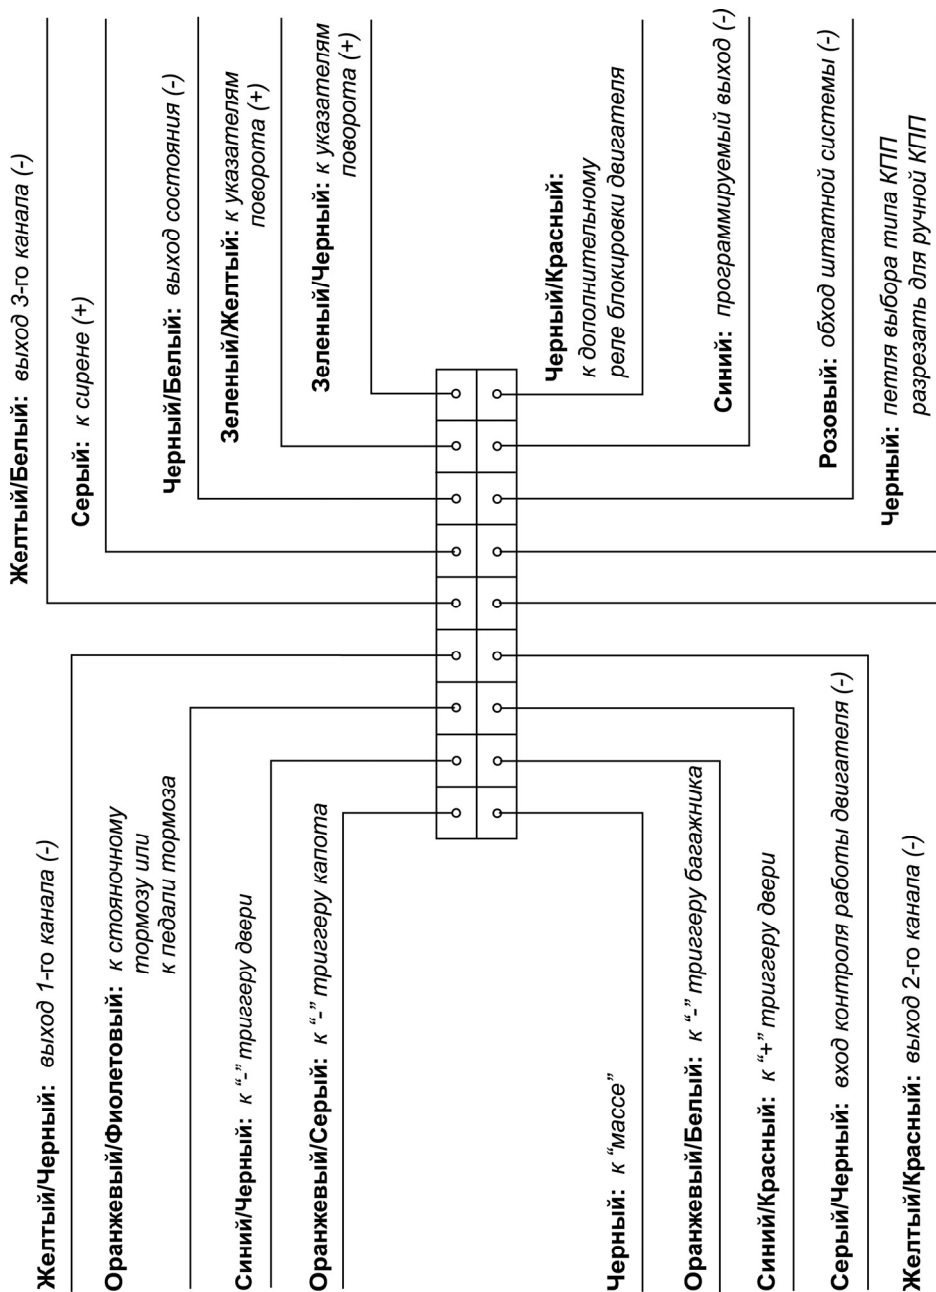 Желтый/Черный: выход 1-го канала (-)
Оранжевый/Фиолетовый: к стояночному
тормозу или
к педали тормоза
Синий/Черный: к “-” триггеру двери
Оранжевый/Серый: к “-” триггеру капота
Черный: к “массе”
Оранжевый/Белый: к “-” триггеру багажника
Синий/Красный: к “+” триггеру двери
Серый/Черный: вход контроля работы двигателя (-)
Желтый/Красный: выход 2-го канала (-)
Желтый/Белый: выход 3-го канала (-)
Серый: к сирене (+)
Черный/Белый: выход состояния (-)
Зеленый/Желтый: к указателям
поворота (+)
Зеленый/Черный: к указателям
поворота (+)
Черный/Красный:
к дополнительному
реле блокировки двигателя
Синий: программируемый выход (-)
Розовый: обход штатной системы (-)
Черный: петля выбора типа КПП
разрезать для ручной КПП